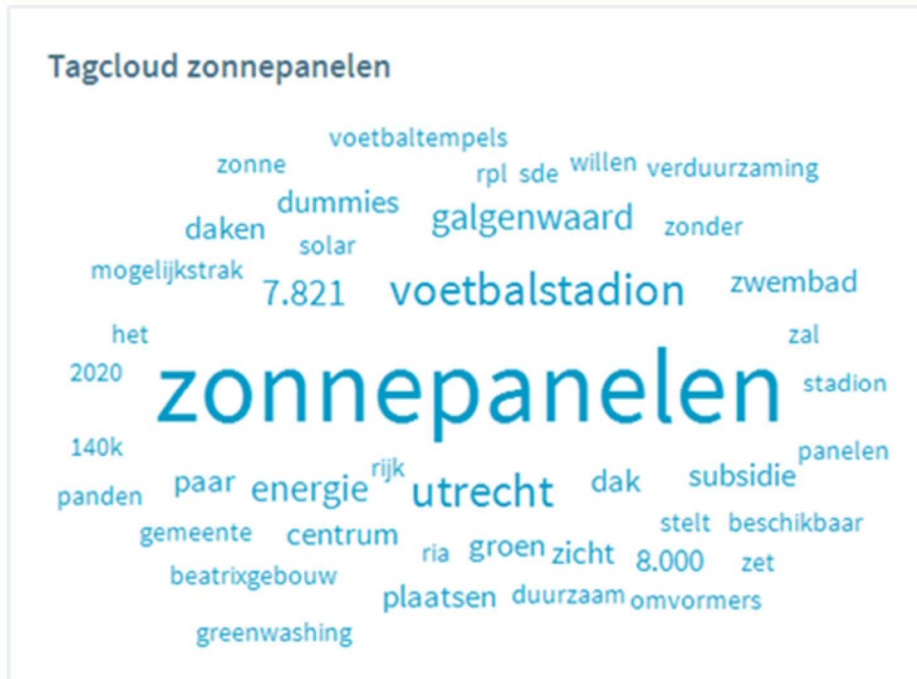 Tagcloud zonnepanelen
voetbaltempels
zonne rpl sde willen verduurzaming
dummies galgenwaard zonder
daken solar
mogelijkstrak 7.821 voetbalstadion zwembad
het zal
2020 zonnepanelen stadion
140k panelen
panden paar energie rijk utrecht dak subsidie
gemeente centrum stelt beschikbaar
ria groen zicht 8.000 zet
beatrixgebouw plaatsen duurzaam omvormers
greenwashing